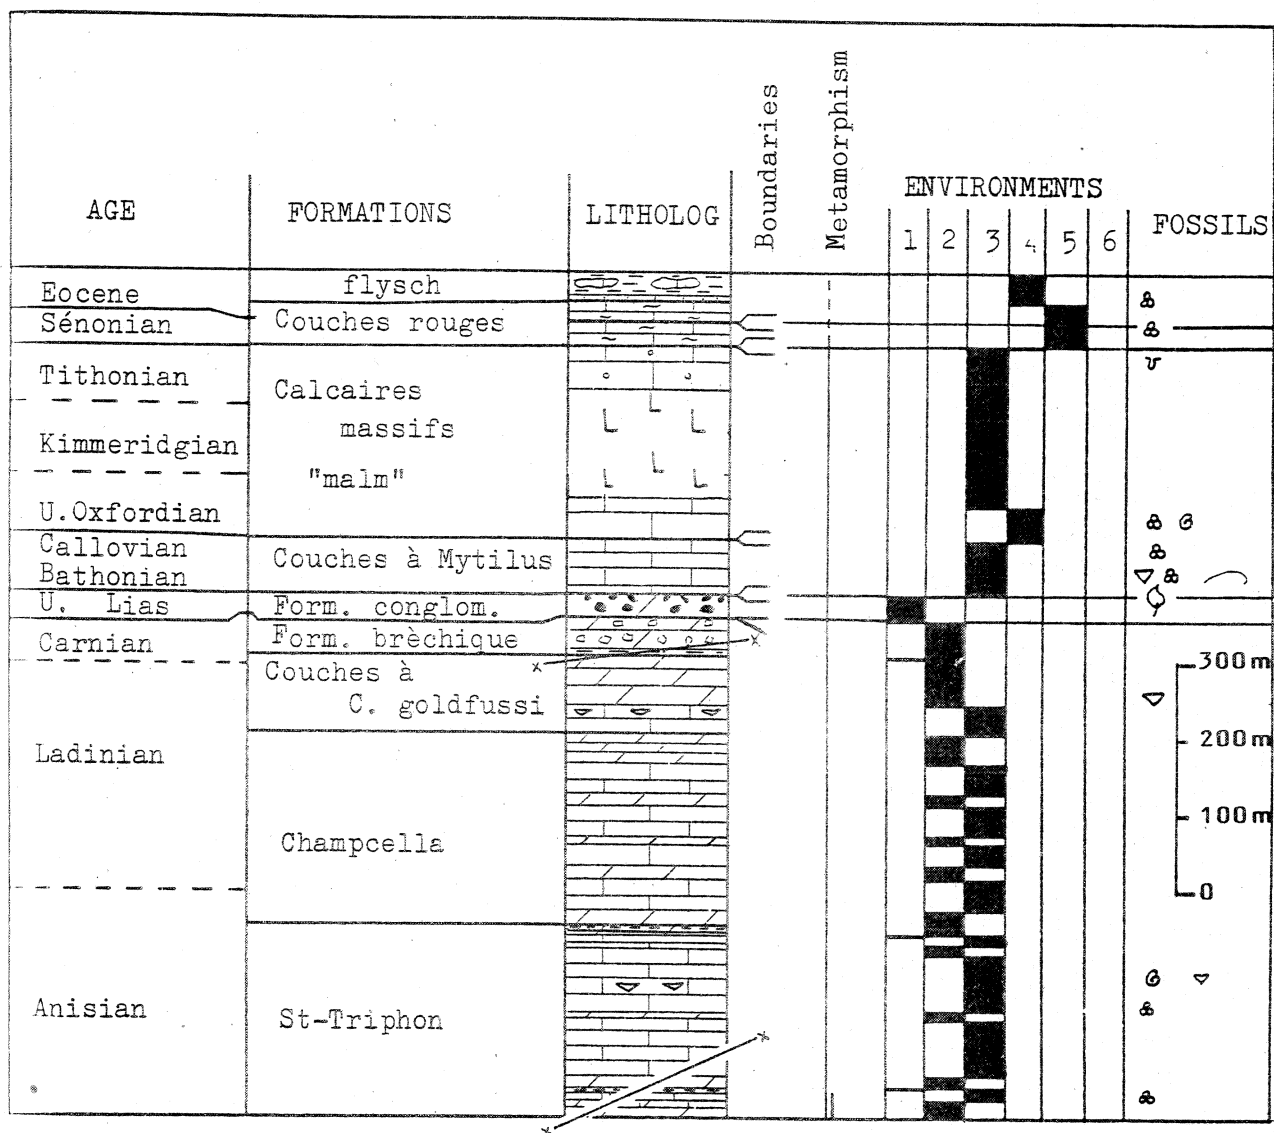 Boundaries
Metamorphism
ENVIRONMENTS
AGE
FORMATIONS
LITHOLOG
1 2 3 4 5 6
FOSSILS
Eocene
flysch
Sénonian
Couches rouges
Tithonian
Calcaires
massifs
Kimmeridgian
"malm"
U.Oxfordian
Callovian
Couches à Mytilus
Bathonian
U. Lias
Form. conglom.
Carnian
Form. brèchique
Couches à
C. goldfussi
300m
Ladinian
200m
100m
Champcella
0
Anisian
St-Triphon